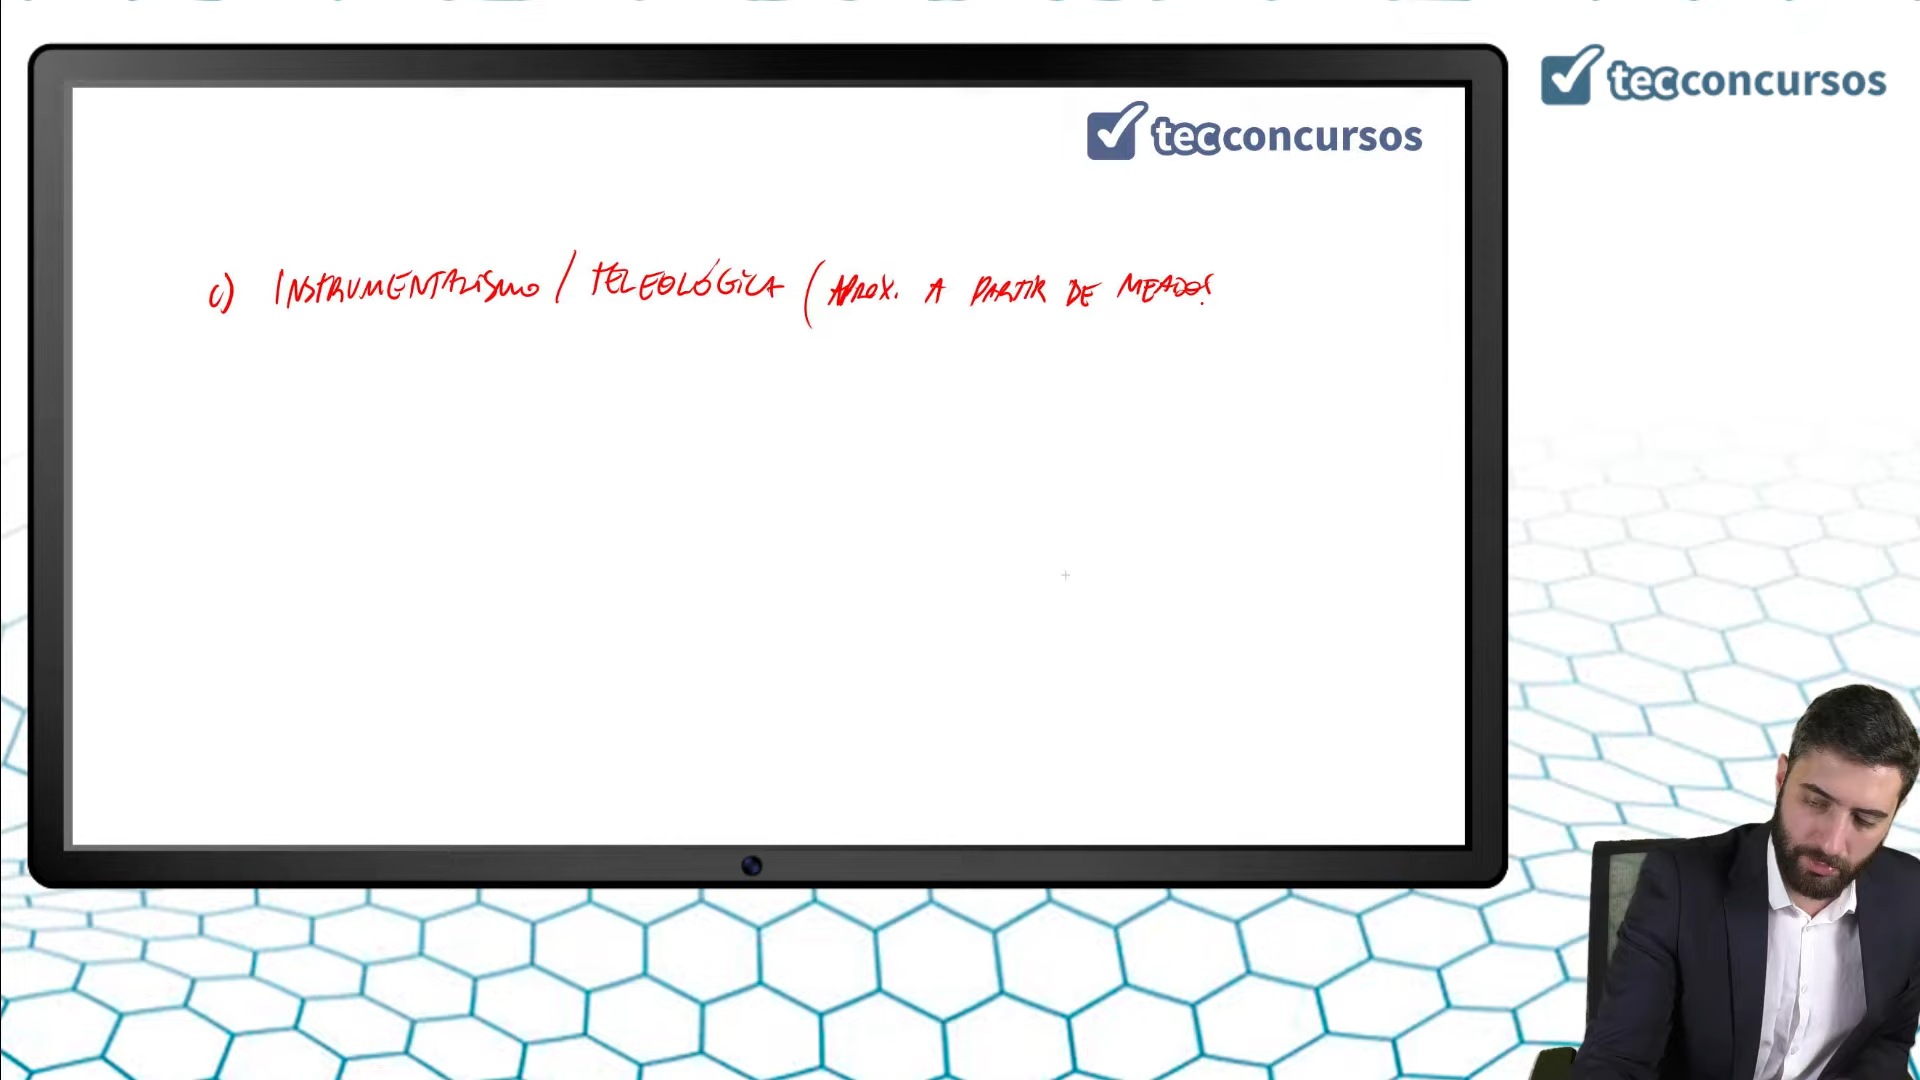 tecconcursos
tecconcursos
c) INSTRUMENTALISMO / TELEOLÓGICA (APROX. A PARTIR DE MEADOS